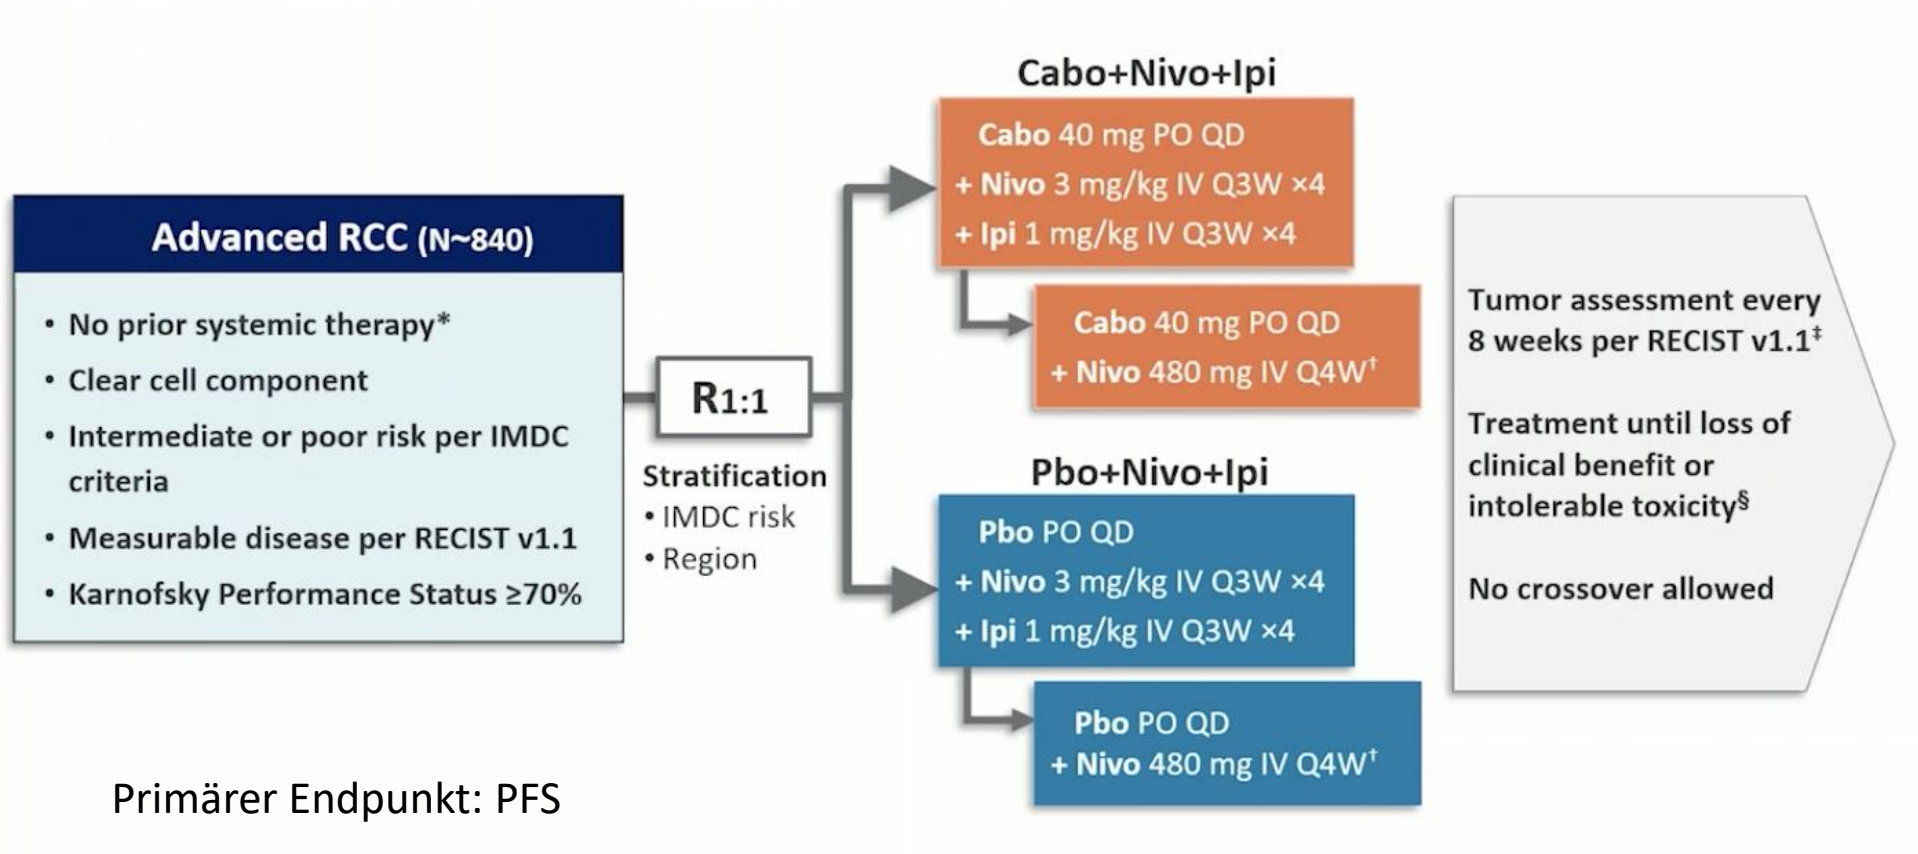 Advanced RCC (N~840)
• No prior systemic therapy*
• Clear cell component
• Intermediate or poor risk per IMDC
criteria
• Measurable disease per RECIST v1.1
• Karnofsky Performance Status ≥70%
R1:1
Stratification
• IMDC risk
• Region
Cabo+Nivo+Ipi
Cabo 40 mg PO QD
+ Nivo 3 mg/kg IV Q3W ×4
+ Ipi 1 mg/kg IV Q3W ×4
Cabo 40 mg PO QD
+ Nivo 480 mg IV Q4W†
Pbo+Nivo+Ipi
Pbo PO QD
+ Nivo 3 mg/kg IV Q3W ×4
+ Ipi 1 mg/kg IV Q3W ×4
Pbo PO QD
+ Nivo 480 mg IV Q4W†
Tumor assessment every
8 weeks per RECIST v1.1‡
Treatment until loss of
clinical benefit or
intolerable toxicity§
No crossover allowed
Primärer Endpunkt: PFS